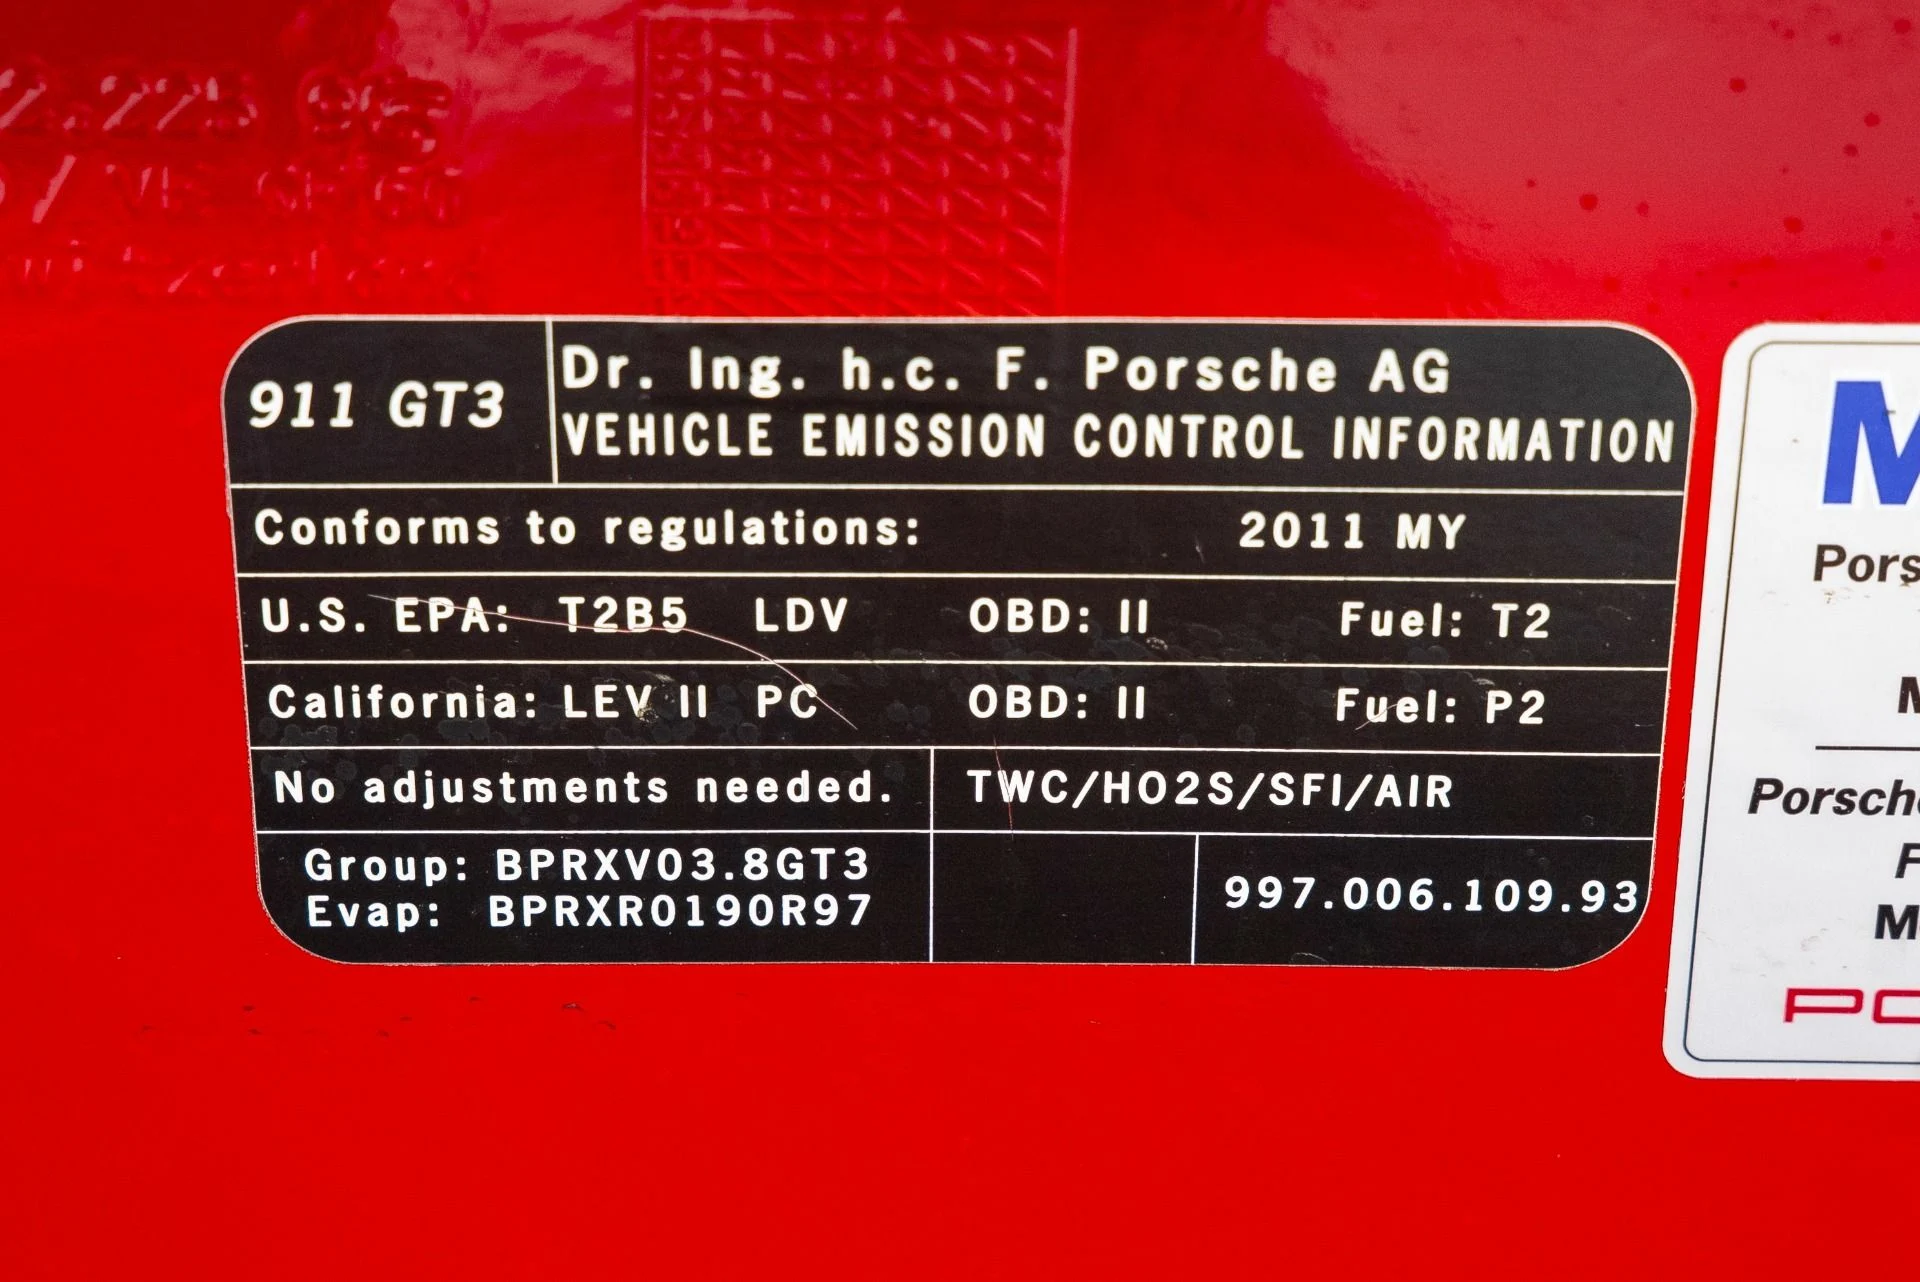 911 GT3
Dr. Ing. h.c. F. Porsche AG
VEHICLE EMISSION CONTROL INFORMATION
Conforms to regulations: 2011 MY
U.S. EPA: T2B5 LDV OBD: II Fuel: T2
California: LEV II PC OBD: II Fuel: P2
No adjustments needed. TWC/HO2S/SFI/AIR
Group: BPRXV03.8GT3
Evap: BPRXR0190R97
997.006.109.93